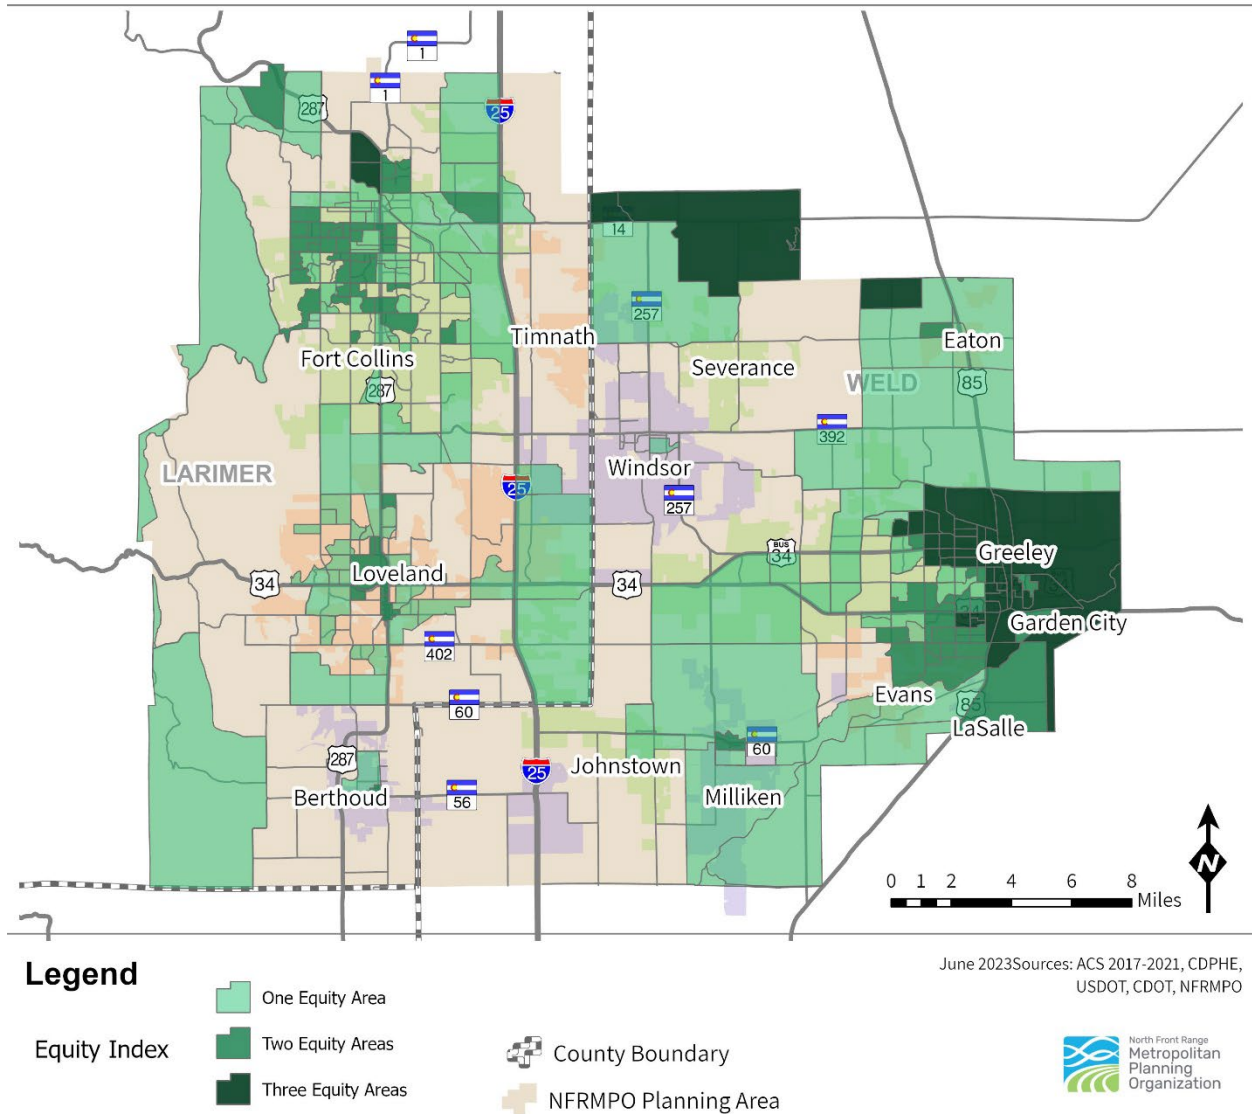 1
1
287
25
14
257
Timnath
Fort Collins
Severance
Eaton
287
WELD
85
392
LARIMER
Windsor
25
257
BUS
34
Greeley
34
Loveland
34
34
Garden City
402
Evans
60
85
LaSalle
60
287
Johnstown
25
Berthoud
56
Milliken
N
0 1 2 4 6 8
Miles
Legend
June 2023Sources: ACS 2017-2021, CDPHE,
USDOT, CDOT, NFRMPO
Equity Index
One Equity Area
Two Equity Areas
Three Equity Areas
County Boundary
NFRMPO Planning Area
North Front Range
Metropolitan
Planning
Organization